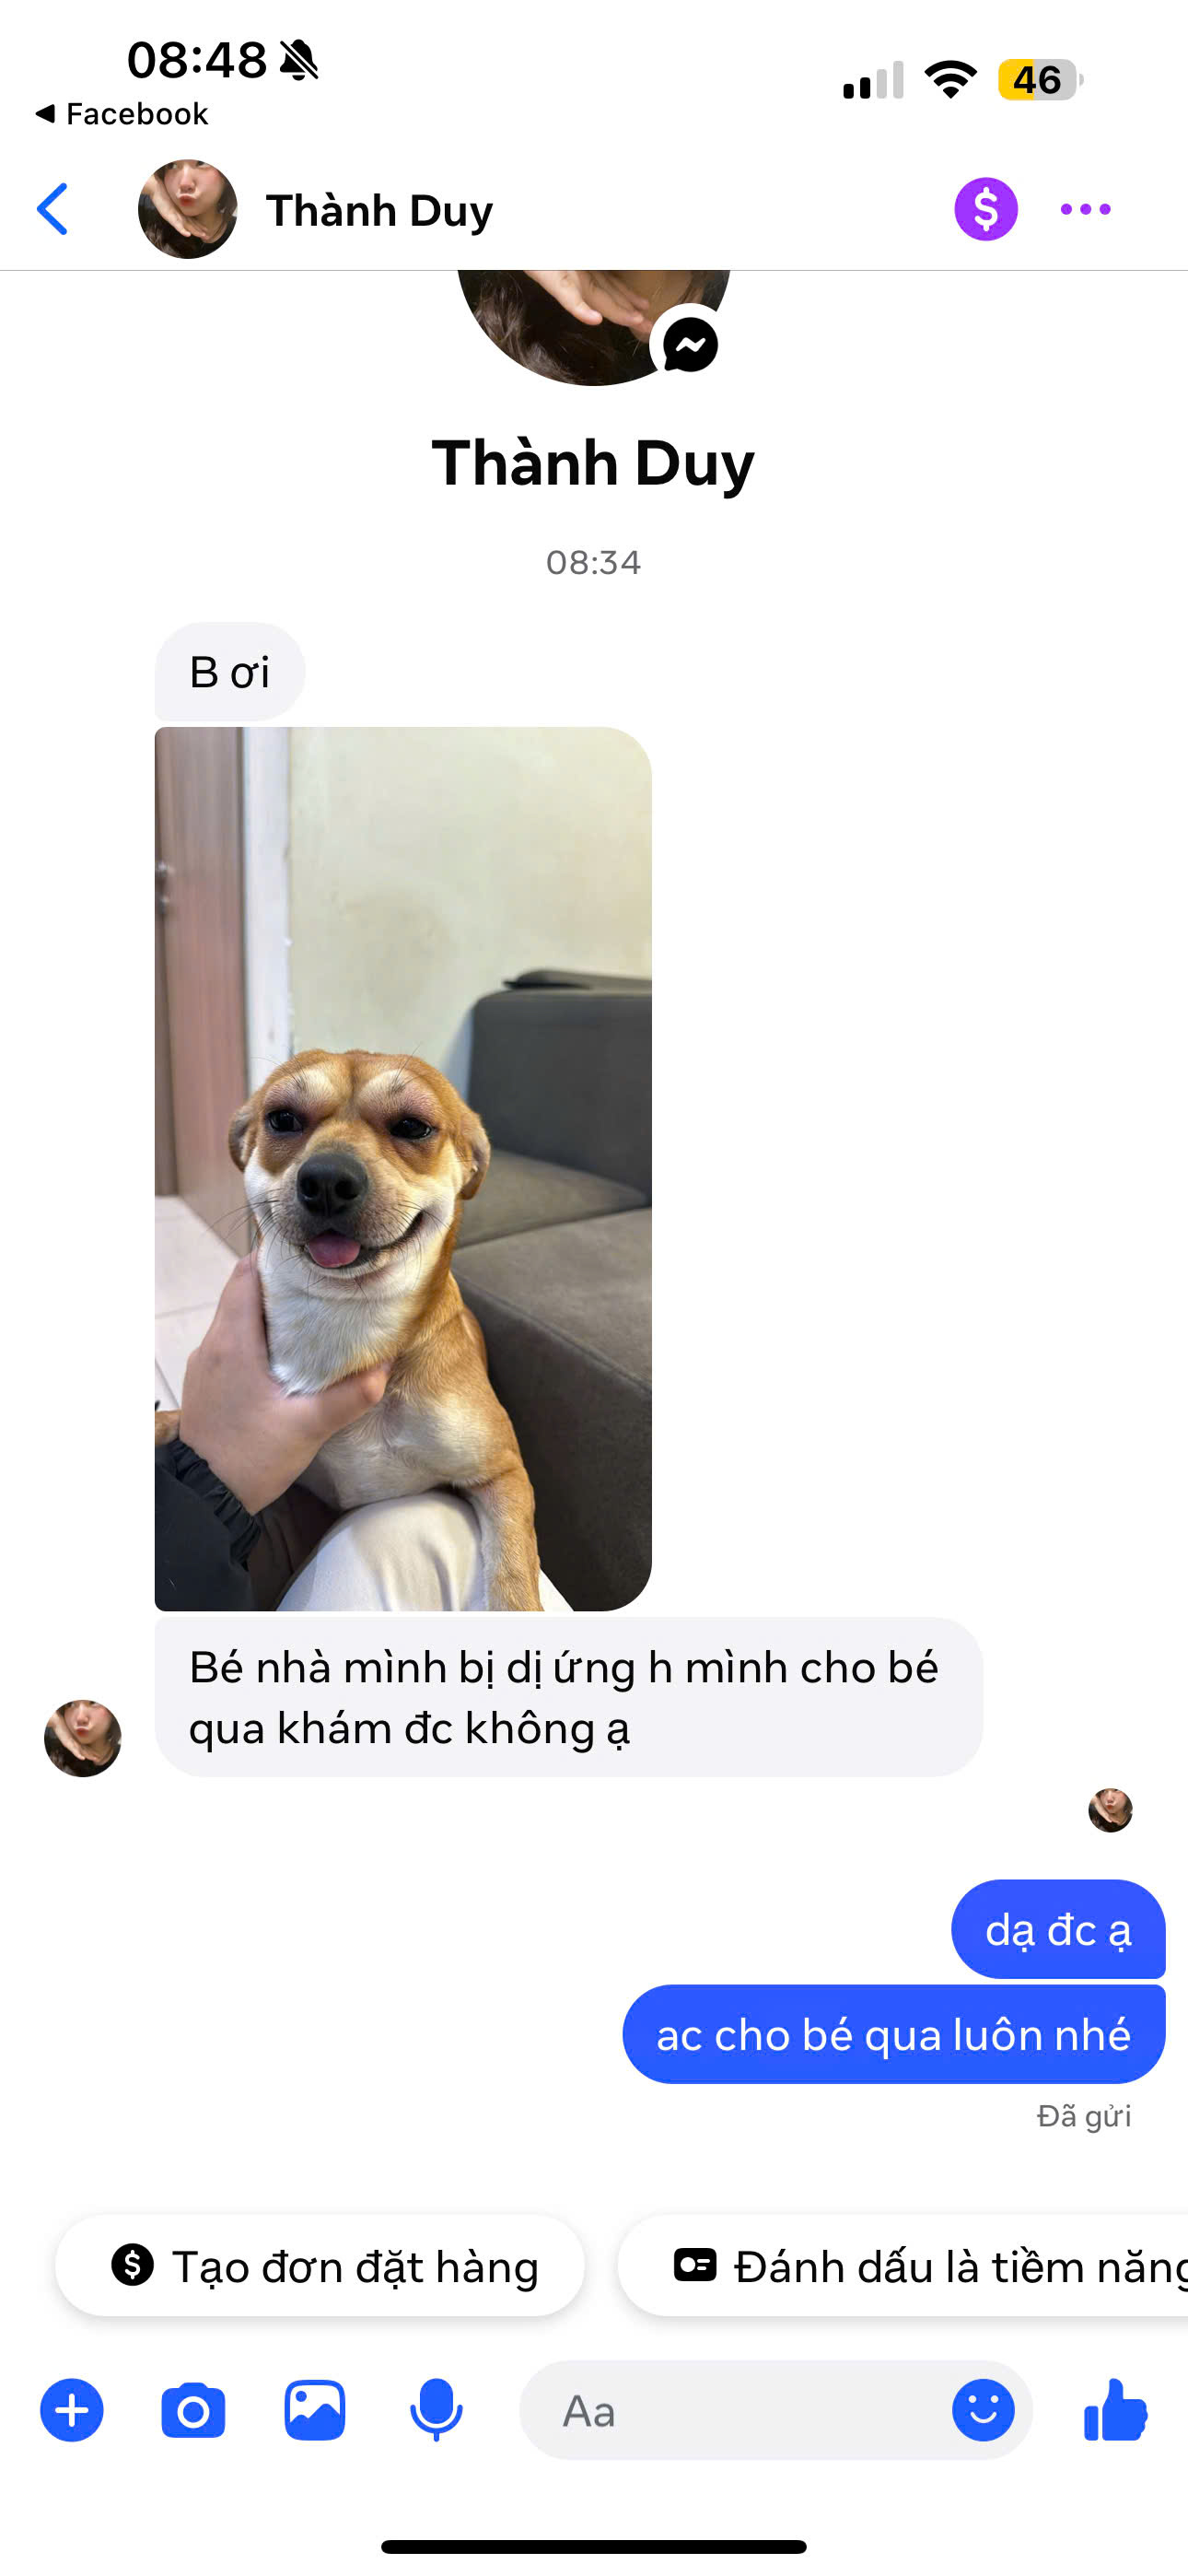 08:48
46
Facebook
Thành Duy
Thành Duy
08:34
B ơi
Bé nhà mình bị dị ứng h mình cho bé
qua khám đc không ạ
dạ đc ạ
ac cho bé qua luôn nhé
Đã gửi
Tạo đơn đặt hàng
Đánh dấu là tiềm năng
Aa